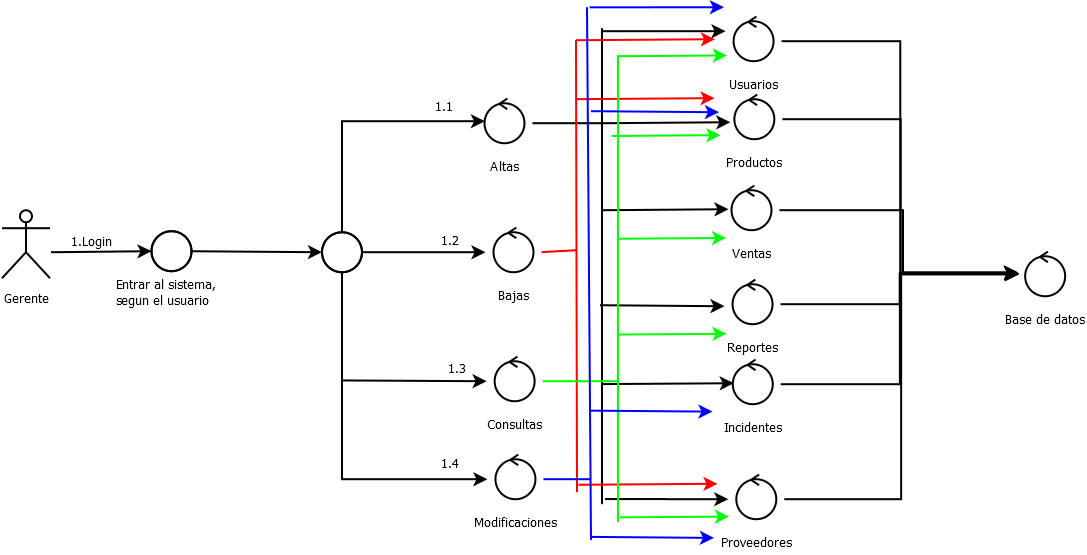 Gerente
1.Login
Entrar al sistema,
segun el usuario
1.1
Altas
1.2
Bajas
1.3
Consultas
1.4
Modificaciones
Usuarios
Productos
Ventas
Reportes
Incidentes
Proveedores
Base de datos